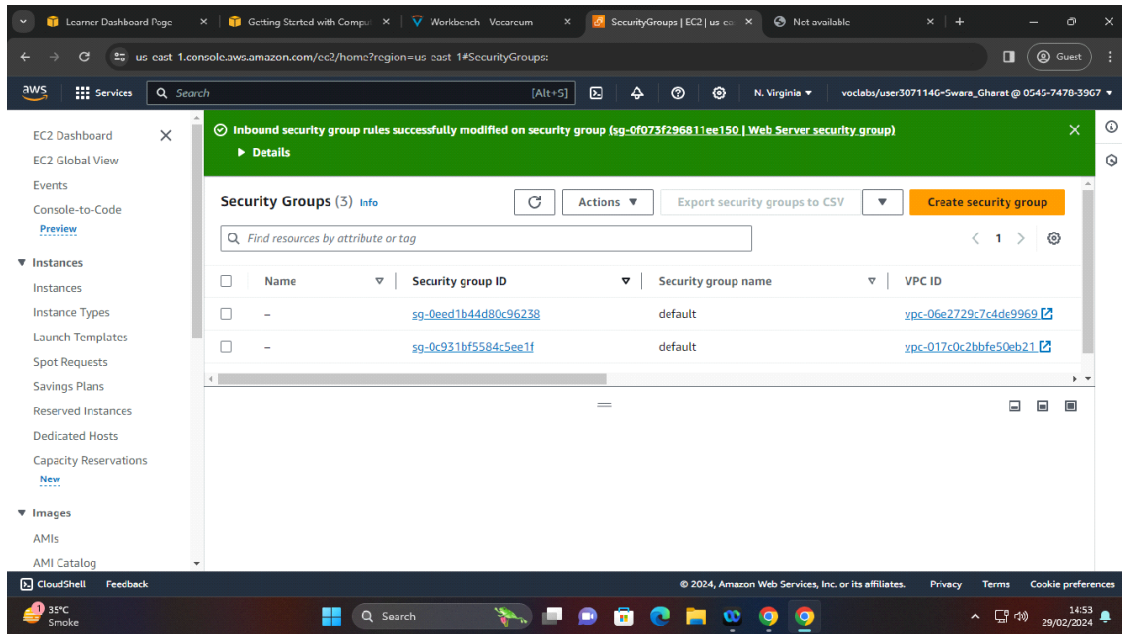 Learner Dashboard Page
Getting Started with Comput
Workbench - Vocareum
SecurityGroups | EC2 | us-ea
Not available
us-east-1.console.aws.amazon.com/ec2/home?region=us-east-1#SecurityGroups:
Guest
aws
Services
Search
[Alt+S]
N. Virginia
voclabs/user3071146=Swara_Gharat @ 0545-7478-3967
EC2 Dashboard
EC2 Global View
Events
Console-to-Code
Preview
Instances
Instances
Instance Types
Launch Templates
Spot Requests
Savings Plans
Reserved Instances
Dedicated Hosts
Capacity Reservations
New
Images
AMIs
AMI Catalog
Inbound security group rules successfully modified on security group (sg-0f073f296811ee150 | Web Server security group)
Details
Security Groups (3) Info
Actions
Export security groups to CSV
Create security group
Find resources by attribute or tag
1
Name
Security group ID
Security group name
VPC ID
– sg-0eed1b44d80c96238 default vpc-06e2729c7c4de9969
– sg-0c931bf5584c5ee1f default vpc-017c0c2bbfe50eb21
CloudShell
Feedback
© 2024, Amazon Web Services, Inc. or its affiliates.
Privacy
Terms
Cookie preferences
1
35°C
Smoke
Search
14:53
29/02/2024